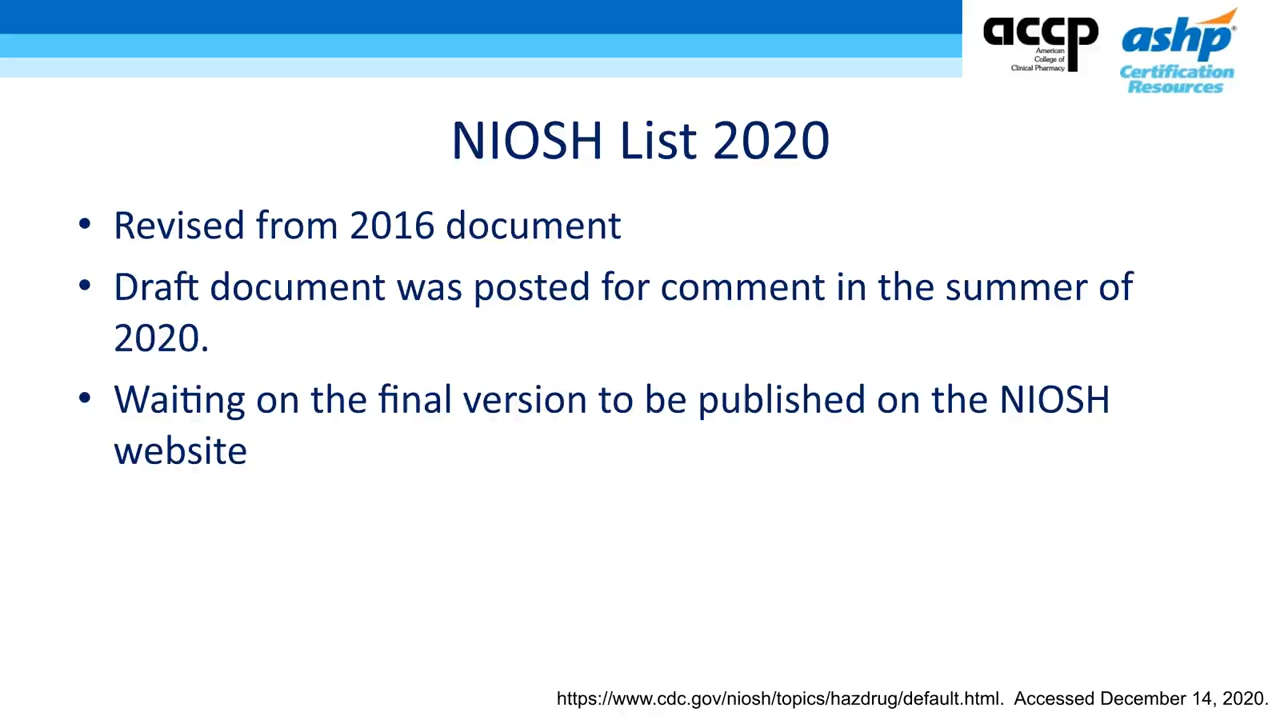 accp
American
College of
Clinical Pharmacy
ashp®
Certification
Resources
NIOSH List 2020
• Revised from 2016 document
• Draft document was posted for comment in the summer of
2020.
• Waiting on the final version to be published on the NIOSH
website
https://www.cdc.gov/niosh/topics/hazdrug/default.html. Accessed December 14, 2020.